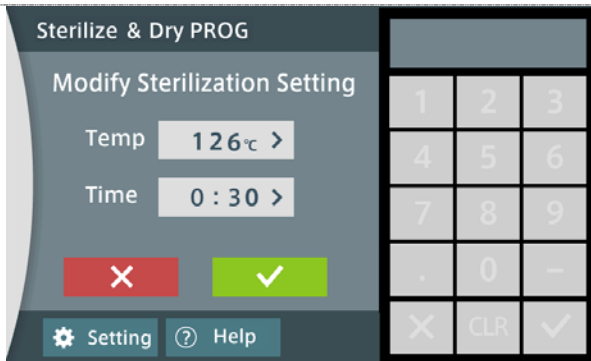 Sterilize & Dry PROG
Modify Sterilization Setting
Temp 126℃ >
Time 0:30 >
Setting ? Help
1 2 3
4 5 6
7 8 9
. 0 -
CLR